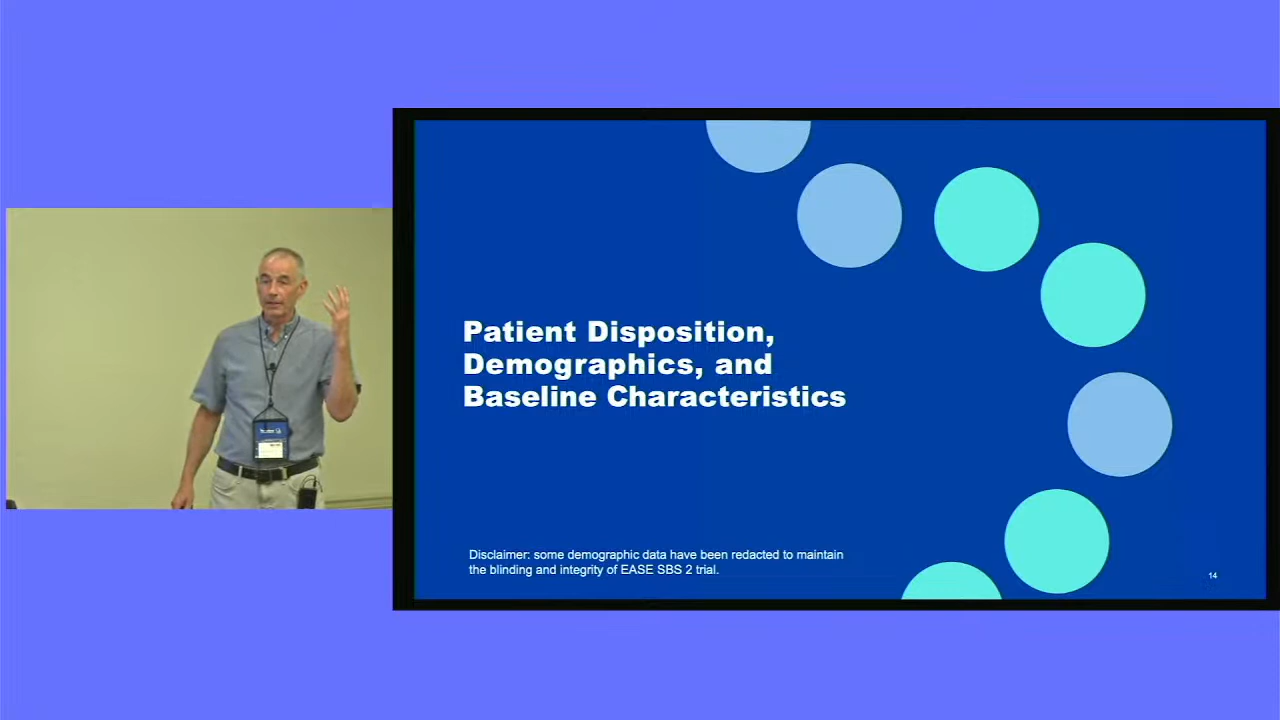 Patient Disposition,
Demographics, and
Baseline Characteristics
Disclaimer: some demographic data have been redacted to maintain
the blinding and integrity of EASE SBS 2 trial.
14